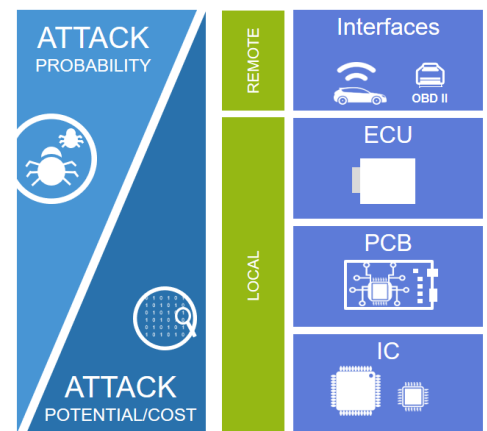 ATTACK
PROBABILITY
ATTACK
POTENTIAL/COST
REMOTE
LOCAL
Interfaces
OBD II
ECU
PCB
IC